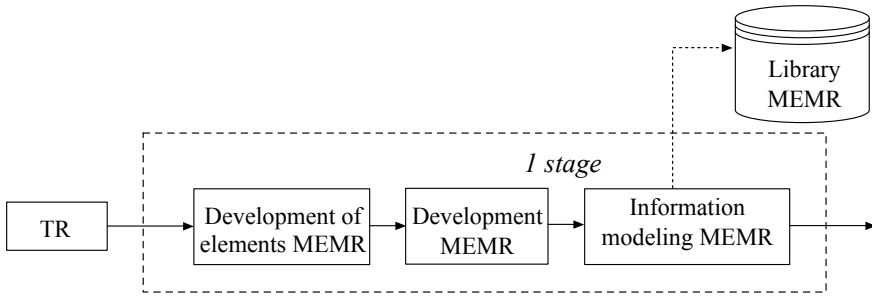 Library
MEMR
1 stage
TR
Development of
elements MEMR
Development
MEMR
Information
modeling MEMR